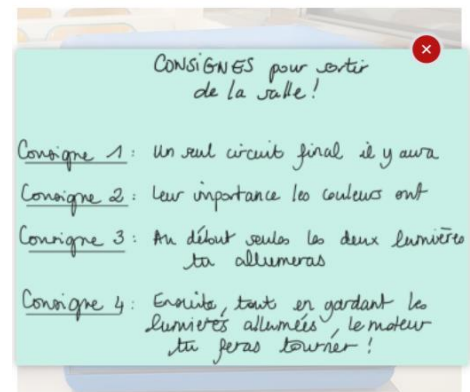 CONSIGNES pour sortir
de la salle !
Consigne 1 : Un seul circuit final il y aura
Consigne 2 : Leur importance les couleurs ont
Consigne 3 : Au début seules les deux lumières
tu allumeras
Consigne 4 : Ensuite, tout en gardant les
lumières allumées, le moteur
tu feras tourner !